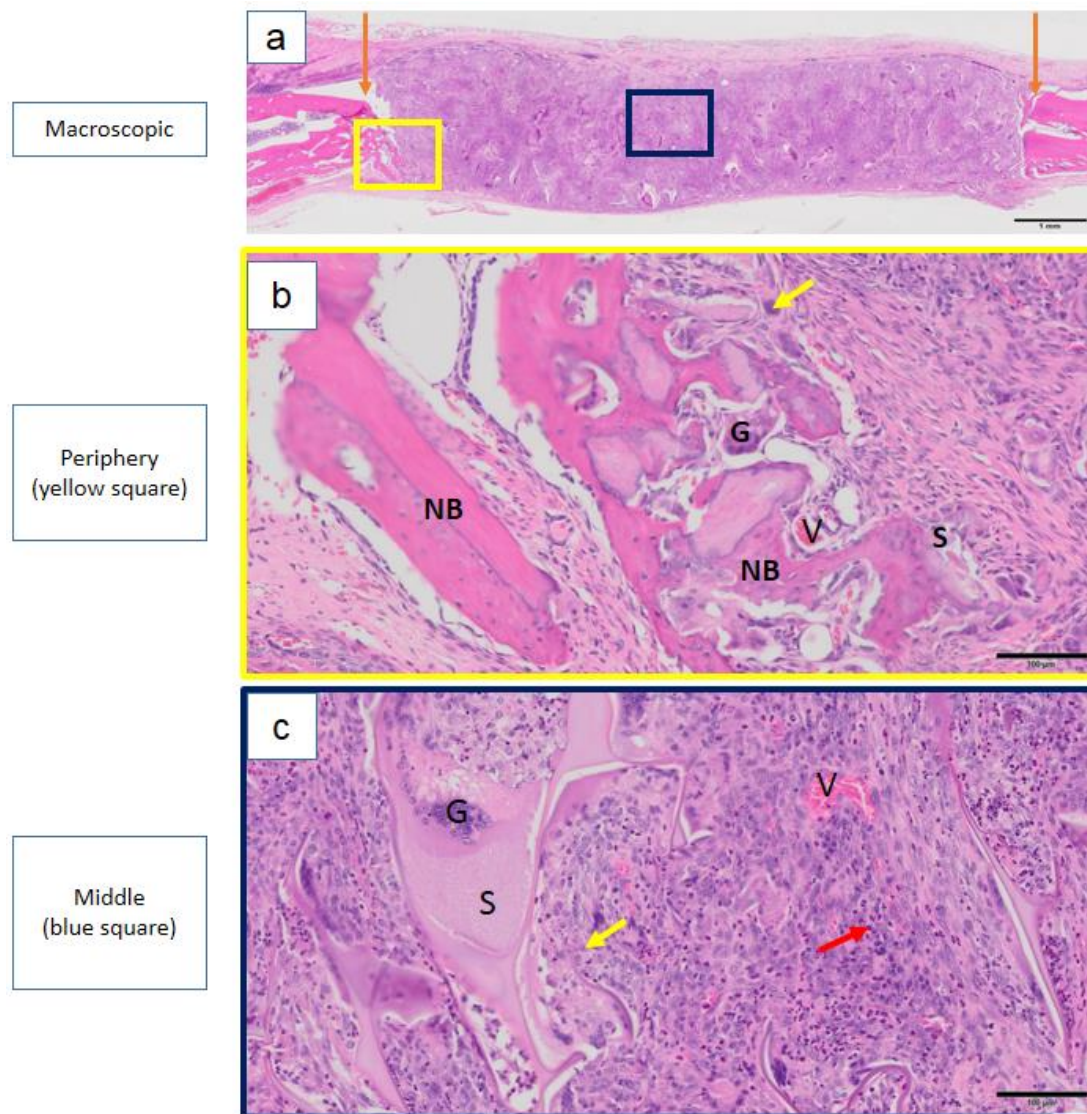 a
Macroscopic
1 mm
b
Periphery
(yellow square)
NB
G
V
NB
S
100 µm
c
G
V
Middle
(blue square)
S
100 µm